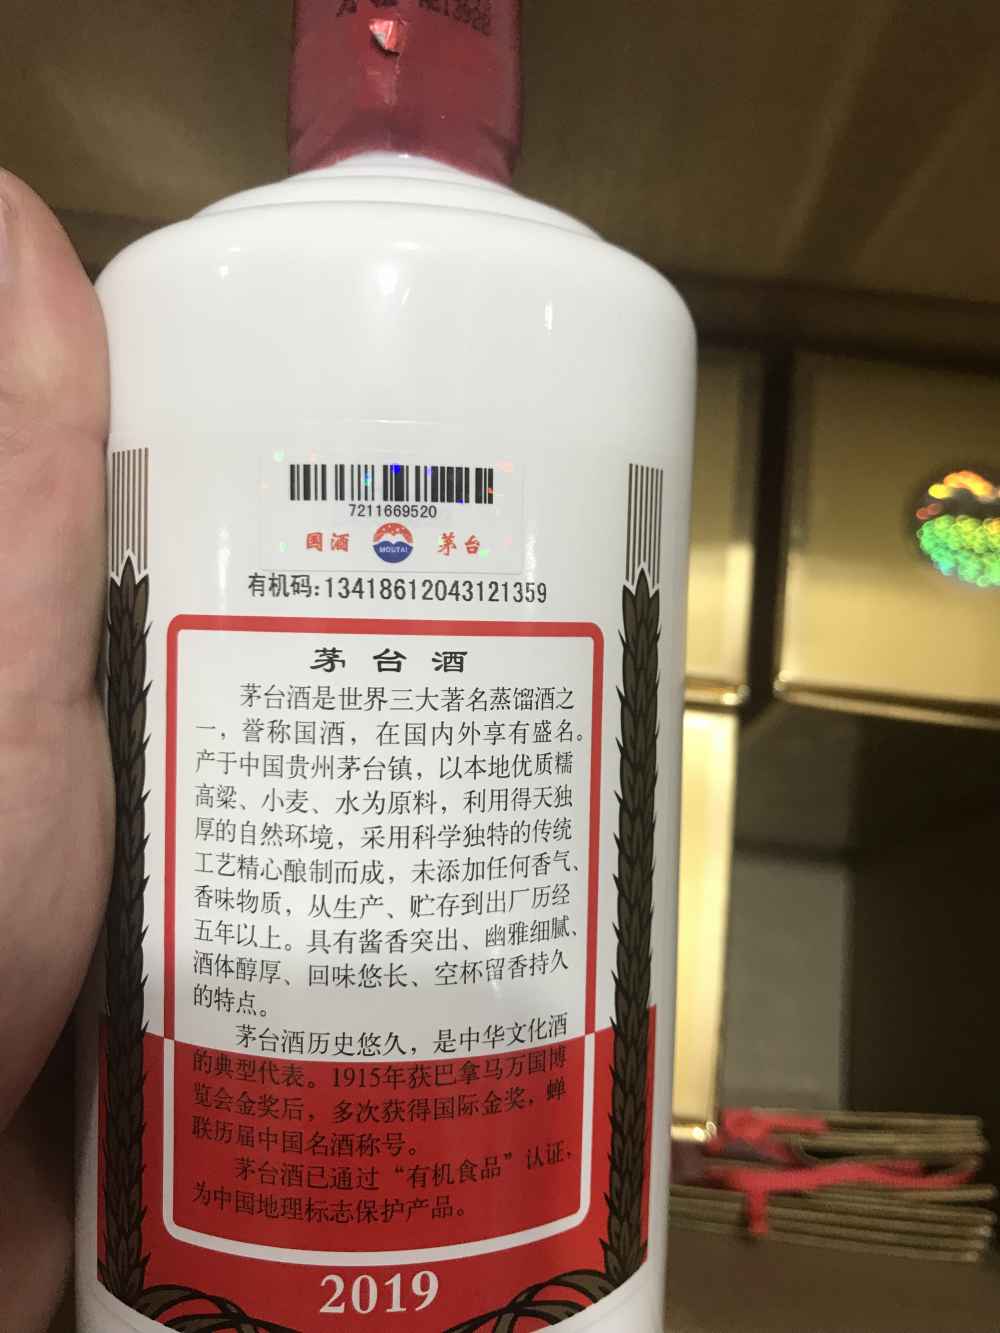 7211669520
国酒 MOUTAI 茅台
有机码:13418612043121359
茅台酒
茅台酒是世界三大著名蒸馏酒之
一，誉称国酒，在国内外享有盛名。
产于中国贵州茅台镇，以本地优质糯
高粱、小麦、水为原料，利用得天独
厚的自然环境，采用科学独特的传统
工艺精心酿制而成，未添加任何香气、
香味物质，从生产、贮存到出厂历经
五年以上。具有酱香突出、幽雅细腻、
酒体醇厚、回味悠长、空杯留香持久
的特点。
茅台酒历史悠久，是中华文化酒
的典型代表。1915年获巴拿马万国博
览会金奖后，多次获得国际金奖，蝉
联历届中国名酒称号。
茅台酒已通过“有机食品”认证，
为中国地理标志保护产品。
2019